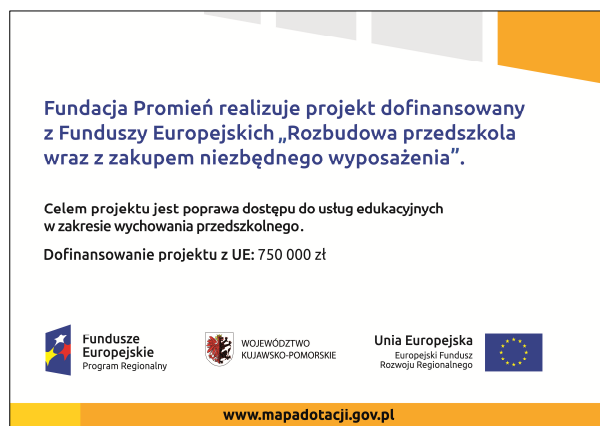 Fundacja Promień realizuje projekt dofinansowany
z Funduszy Europejskich „Rozbudowa przedszkola
wraz z zakupem niezbędnego wyposażenia”.
Celem projektu jest poprawa dostępu do usług edukacyjnych
w zakresie wychowania przedszkolnego.
Dofinansowanie projektu z UE: 750 000 zł
Fundusze
Europejskie
Program Regionalny
WOJEWÓDZTWO
KUJAWSKO-POMORSKIE
Unia Europejska
Europejski Fundusz
Rozwoju Regionalnego
www.mapadotacji.gov.pl